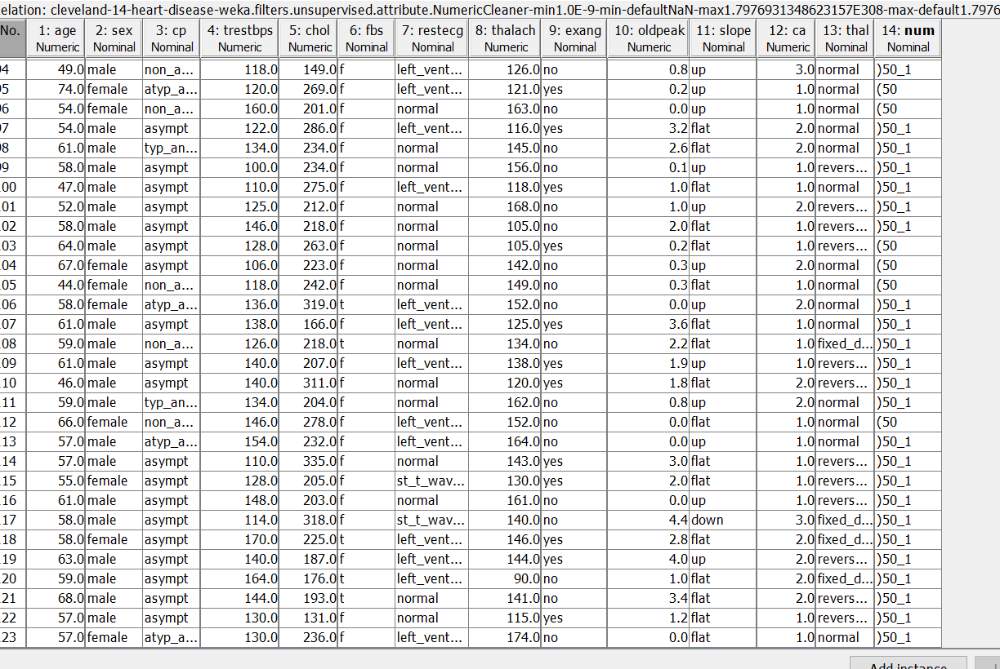 elation: cleveland-14-heart-disease-weka.filters.unsupervised.attribute.NumericCleaner-min1.0E-9-min-defaultNaN-max1.7976931348623157E308-max-default1.7976
No. 1: age 2: sex 3: cp 4: trestbps 5: chol 6: fbs 7: restecg 8: thalach 9: exang 10: oldpeak 11: slope 12: ca 13: thal 14: num
Numeric Nominal Nominal Numeric Numeric Nominal Nominal Numeric Nominal Numeric Nominal Numeric Nominal Nominal
94 49.0 male non_a... 118.0 149.0 f left_vent... 126.0 no 0.8 up 3.0 normal )50_1
95 74.0 female atyp_a... 120.0 269.0 f left_vent... 121.0 yes 0.2 up 1.0 normal (50
96 54.0 female non_a... 160.0 201.0 f normal 163.0 no 0.0 up 1.0 normal (50
97 54.0 male asympt 122.0 286.0 f left_vent... 116.0 yes 3.2 flat 2.0 normal )50_1
98 61.0 male typ_an... 134.0 234.0 f normal 145.0 no 2.6 flat 2.0 normal )50_1
99 58.0 male asympt 100.0 234.0 f normal 156.0 no 0.1 up 1.0 revers... )50_1
100 47.0 male asympt 110.0 275.0 f left_vent... 118.0 yes 1.0 flat 1.0 normal )50_1
101 52.0 male asympt 125.0 212.0 f normal 168.0 no 1.0 up 2.0 revers... )50_1
102 58.0 male asympt 146.0 218.0 f normal 105.0 no 2.0 flat 1.0 revers... )50_1
103 64.0 male asympt 128.0 263.0 f normal 105.0 yes 0.2 flat 1.0 revers... (50
104 67.0 female asympt 106.0 223.0 f normal 142.0 no 0.3 up 2.0 normal (50
105 44.0 female non_a... 118.0 242.0 f normal 149.0 no 0.3 flat 1.0 normal (50
106 58.0 female atyp_a... 136.0 319.0 t left_vent... 152.0 no 0.0 up 2.0 normal )50_1
107 61.0 male asympt 138.0 166.0 f left_vent... 125.0 yes 3.6 flat 1.0 normal )50_1
108 59.0 male non_a... 126.0 218.0 t normal 134.0 no 2.2 flat 1.0 fixed_d... )50_1
109 61.0 male asympt 140.0 207.0 f left_vent... 138.0 yes 1.9 up 1.0 revers... )50_1
110 46.0 male asympt 140.0 311.0 f normal 120.0 yes 1.8 flat 2.0 revers... )50_1
111 59.0 male typ_an... 134.0 204.0 f normal 162.0 no 0.8 up 2.0 normal )50_1
112 66.0 female non_a... 146.0 278.0 f left_vent... 152.0 no 0.0 flat 1.0 normal (50
113 57.0 male atyp_a... 154.0 232.0 f left_vent... 164.0 no 0.0 up 1.0 normal )50_1
114 57.0 male asympt 110.0 335.0 f normal 143.0 yes 3.0 flat 1.0 revers... )50_1
115 55.0 female asympt 128.0 205.0 f st_t_wav... 130.0 yes 2.0 flat 1.0 revers... )50_1
116 61.0 male asympt 148.0 203.0 f normal 161.0 no 0.0 up 1.0 revers... )50_1
117 58.0 male asympt 114.0 318.0 f st_t_wav... 140.0 no 4.4 down 3.0 fixed_d... )50_1
118 58.0 female asympt 170.0 225.0 t left_vent... 146.0 yes 2.8 flat 2.0 fixed_d... )50_1
119 63.0 male asympt 140.0 187.0 f left_vent... 144.0 yes 4.0 up 2.0 revers... )50_1
120 59.0 male asympt 164.0 176.0 t left_vent... 90.0 no 1.0 flat 2.0 fixed_d... )50_1
121 68.0 male asympt 144.0 193.0 t normal 141.0 no 3.4 flat 2.0 revers... )50_1
122 57.0 male asympt 130.0 131.0 f normal 115.0 yes 1.2 flat 1.0 revers... )50_1
123 57.0 female atyp_a... 130.0 236.0 f left_vent... 174.0 no 0.0 flat 1.0 normal )50_1
Add instance